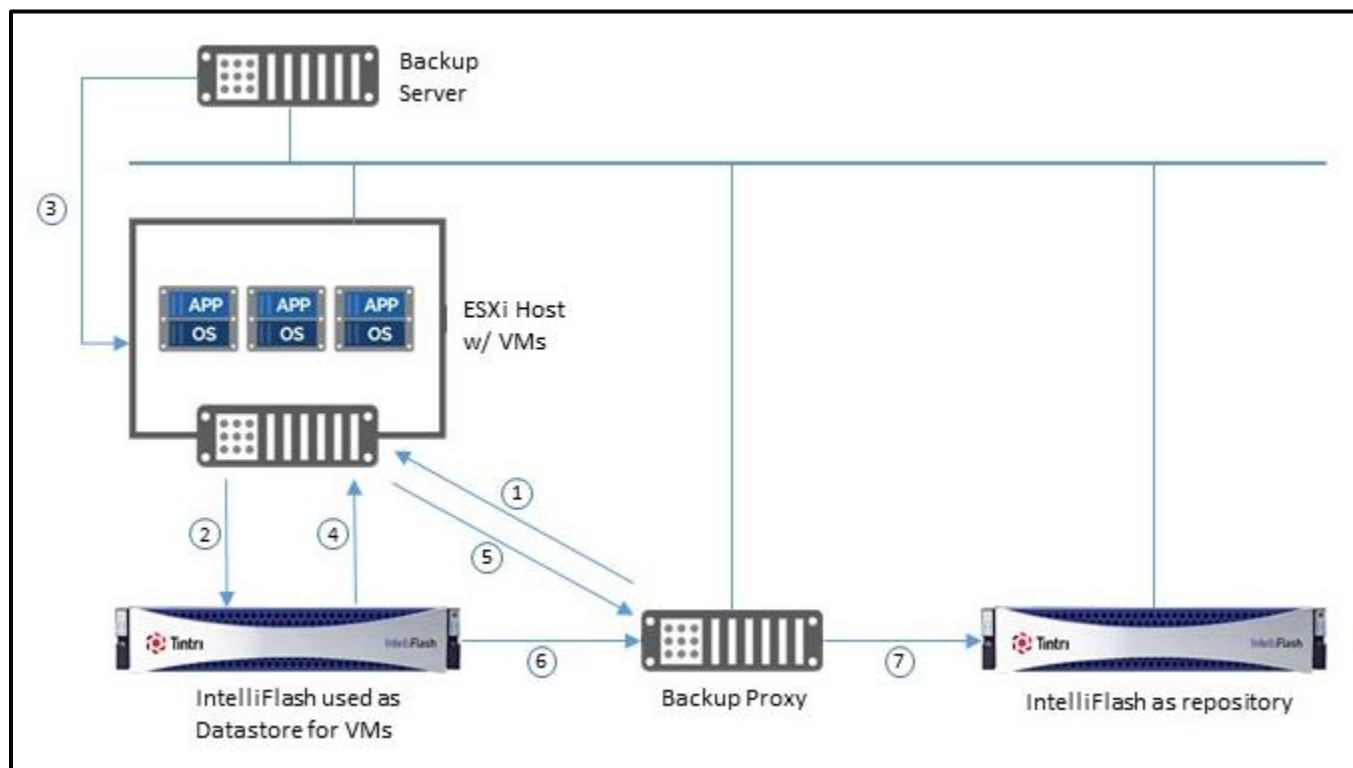 Backup
Server
3
APP
APP
APP
OS
OS
OS
ESXi Host
w/ VMs
1
2
4
5
Tintri
IntelliFlash
6
7
Tintri
IntelliFlash
IntelliFlash used as
Datastore for VMs
Backup Proxy
IntelliFlash as repository